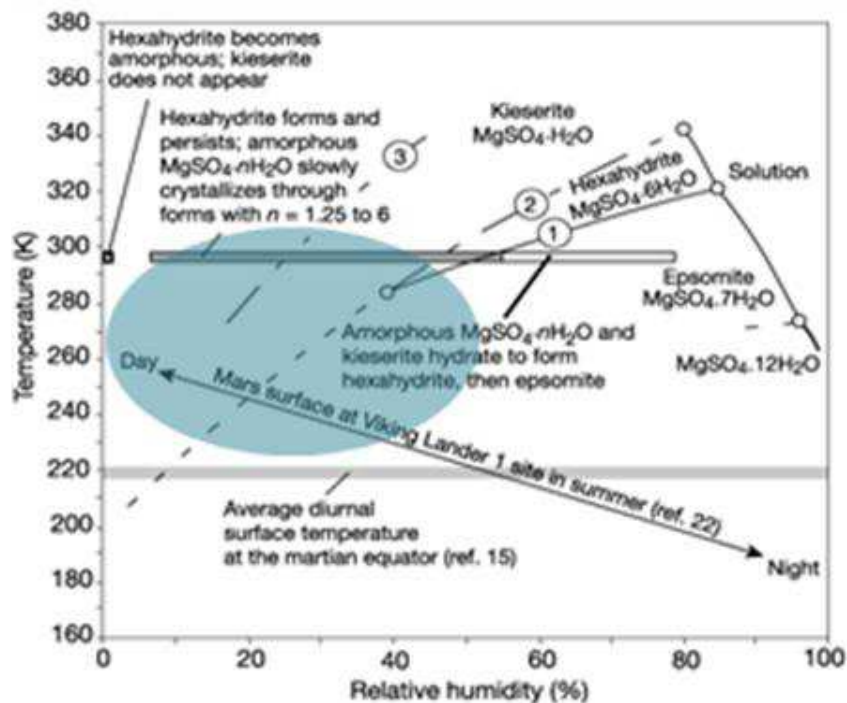 380
360
340
320
300
280
260
240
220
200
180
160
Temperature (K)
0
20
40
60
80
100
Relative humidity (%)
Hexahydrite becomes
amorphous; kieserite
does not appear
Hexahydrite forms and
persists; amorphous
MgSO₄·nH₂O slowly
crystallizes through
forms with n = 1.25 to 6
3
Kieserite
MgSO₄·H₂O
2
Hexahydrite
MgSO₄·6H₂O
1
Solution
Epsomite
MgSO₄.7H₂O
MgSO₄.12H₂O
Amorphous MgSO₄·nH₂O and
kieserite hydrate to form
hexahydrite, then epsomite
Day
Mars surface at Viking Lander 1 site in summer (ref. 22)
Night
Average diurnal
surface temperature
at the martian equator (ref. 15)